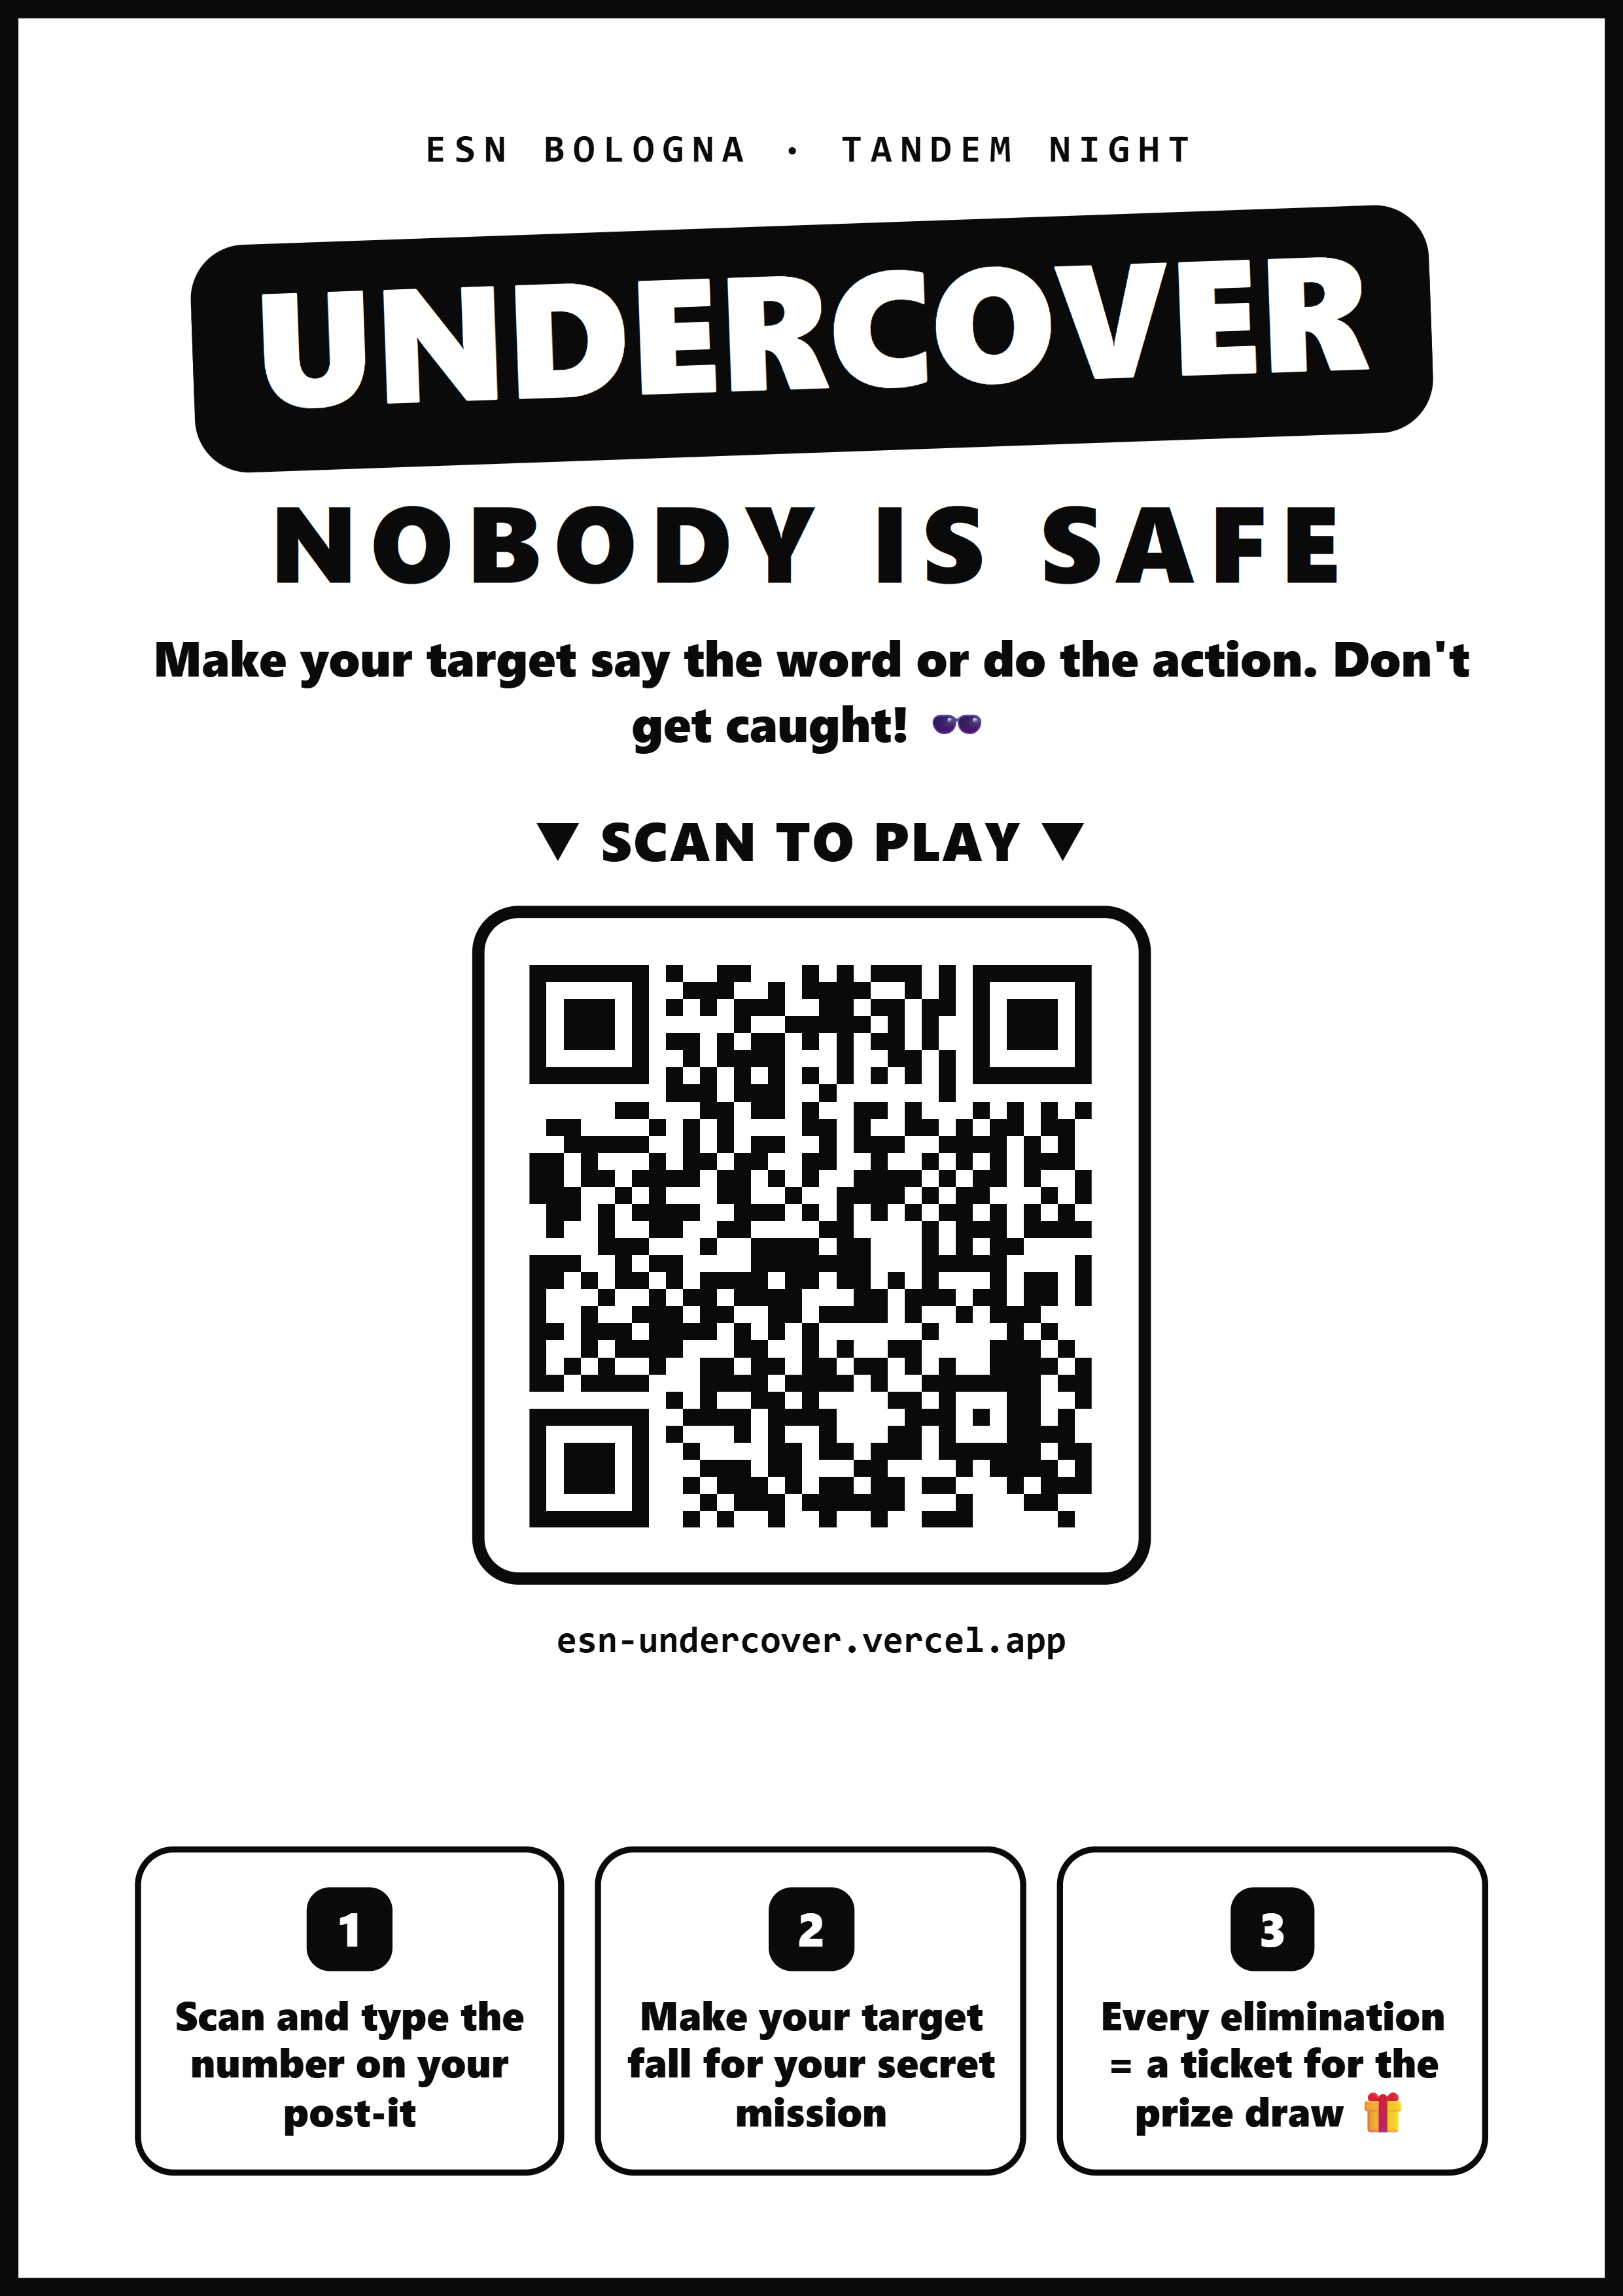 ESN BOLOGNA · TANDEM NIGHT
UNDERCOVER
NOBODY IS SAFE
Make your target say the word or do the action. Don't
get caught! 🕶️
▼ SCAN TO PLAY ▼
esn-undercover.vercel.app
1
Scan and type the
number on your
post-it
2
Make your target
fall for your secret
mission
3
Every elimination
= a ticket for the
prize draw 🎁